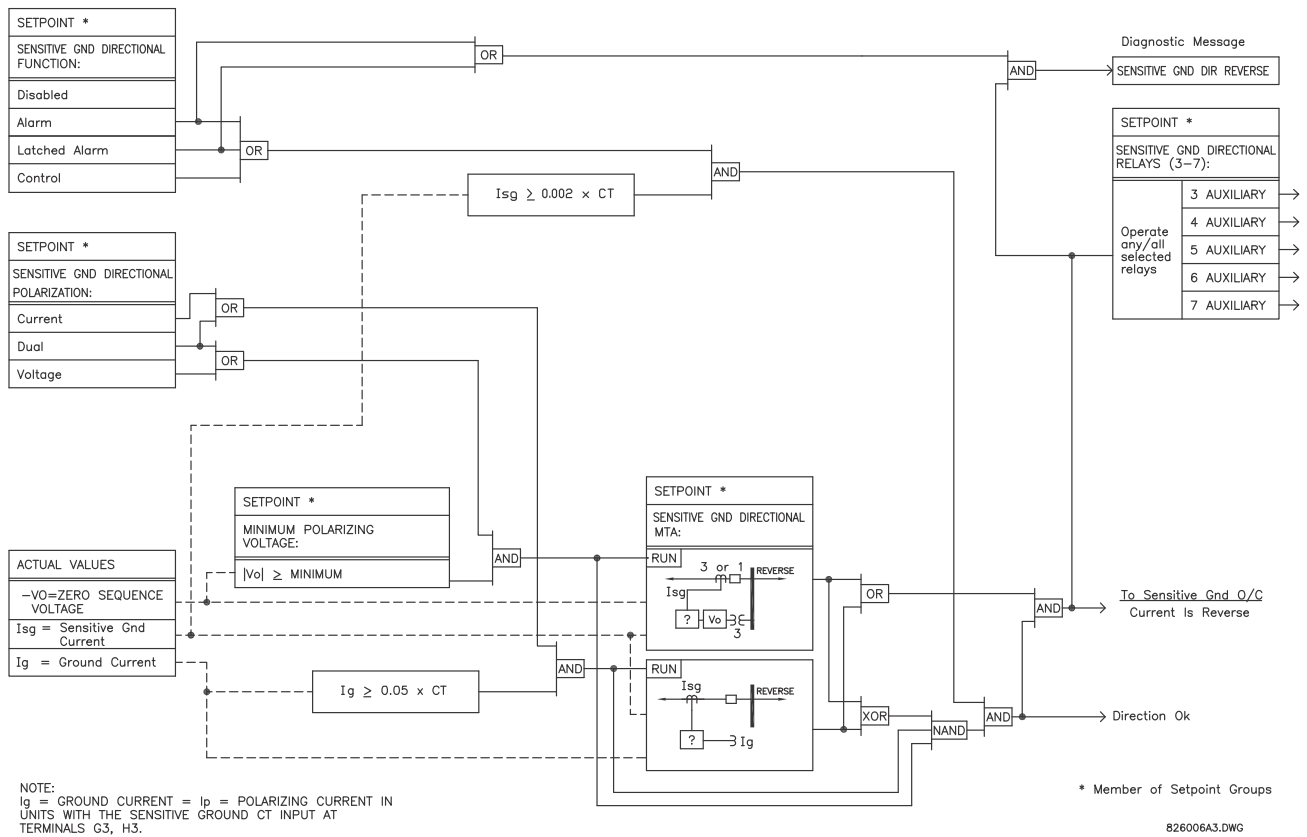 SETPOINT *
SENSITIVE GND DIRECTIONAL
FUNCTION:
Disabled
Alarm
Latched Alarm
Control
OR
OR
AND
Diagnostic Message
SENSITIVE GND DIR REVERSE
Isg ≥ 0.002 x CT
AND
SETPOINT *
SENSITIVE GND DIRECTIONAL
RELAYS (3-7):
Operate
any/all
selected
relays
3 AUXILIARY
4 AUXILIARY
5 AUXILIARY
6 AUXILIARY
7 AUXILIARY
SETPOINT *
SENSITIVE GND DIRECTIONAL
POLARIZATION:
Current
Dual
Voltage
OR
OR
SETPOINT *
MINIMUM POLARIZING
VOLTAGE:
|Vo| ≥ MINIMUM
AND
ACTUAL VALUES
-VO=ZERO SEQUENCE
VOLTAGE
Isg = Sensitive Gnd
Current
Ig = Ground Current
Ig ≥ 0.05 x CT
AND
SETPOINT *
SENSITIVE GND DIRECTIONAL
MTA:
RUN
3 or 1
REVERSE
Isg
?
Vo
3
RUN
Isg
REVERSE
?
Ig
OR
XOR
NAND
AND
AND
To Sensitive Gnd O/C
Current Is Reverse
Direction Ok
NOTE:
Ig = GROUND CURRENT = Ip = POLARIZING CURRENT IN
UNITS WITH THE SENSITIVE GROUND CT INPUT AT
TERMINALS G3, H3.
* Member of Setpoint Groups
826006A3.DWG